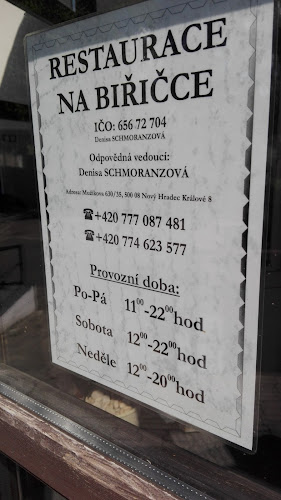 RESTAURACE
NA BIŘIČCE
IČO: 656 72 704
Denisa SCHMORANZOVÁ
Odpovědná vedoucí:
Denisa SCHMORANZOVÁ
Adresa: Mužíkova 630/35, 500 08 Nový Hradec Králové 8
☎+420 777 087 481
☎+420 774 623 577
Provozní doba:
Po-Pá 11⁰⁰-22⁰⁰hod
Sobota 12⁰⁰-22⁰⁰hod
Neděle 12⁰⁰-20⁰⁰hod